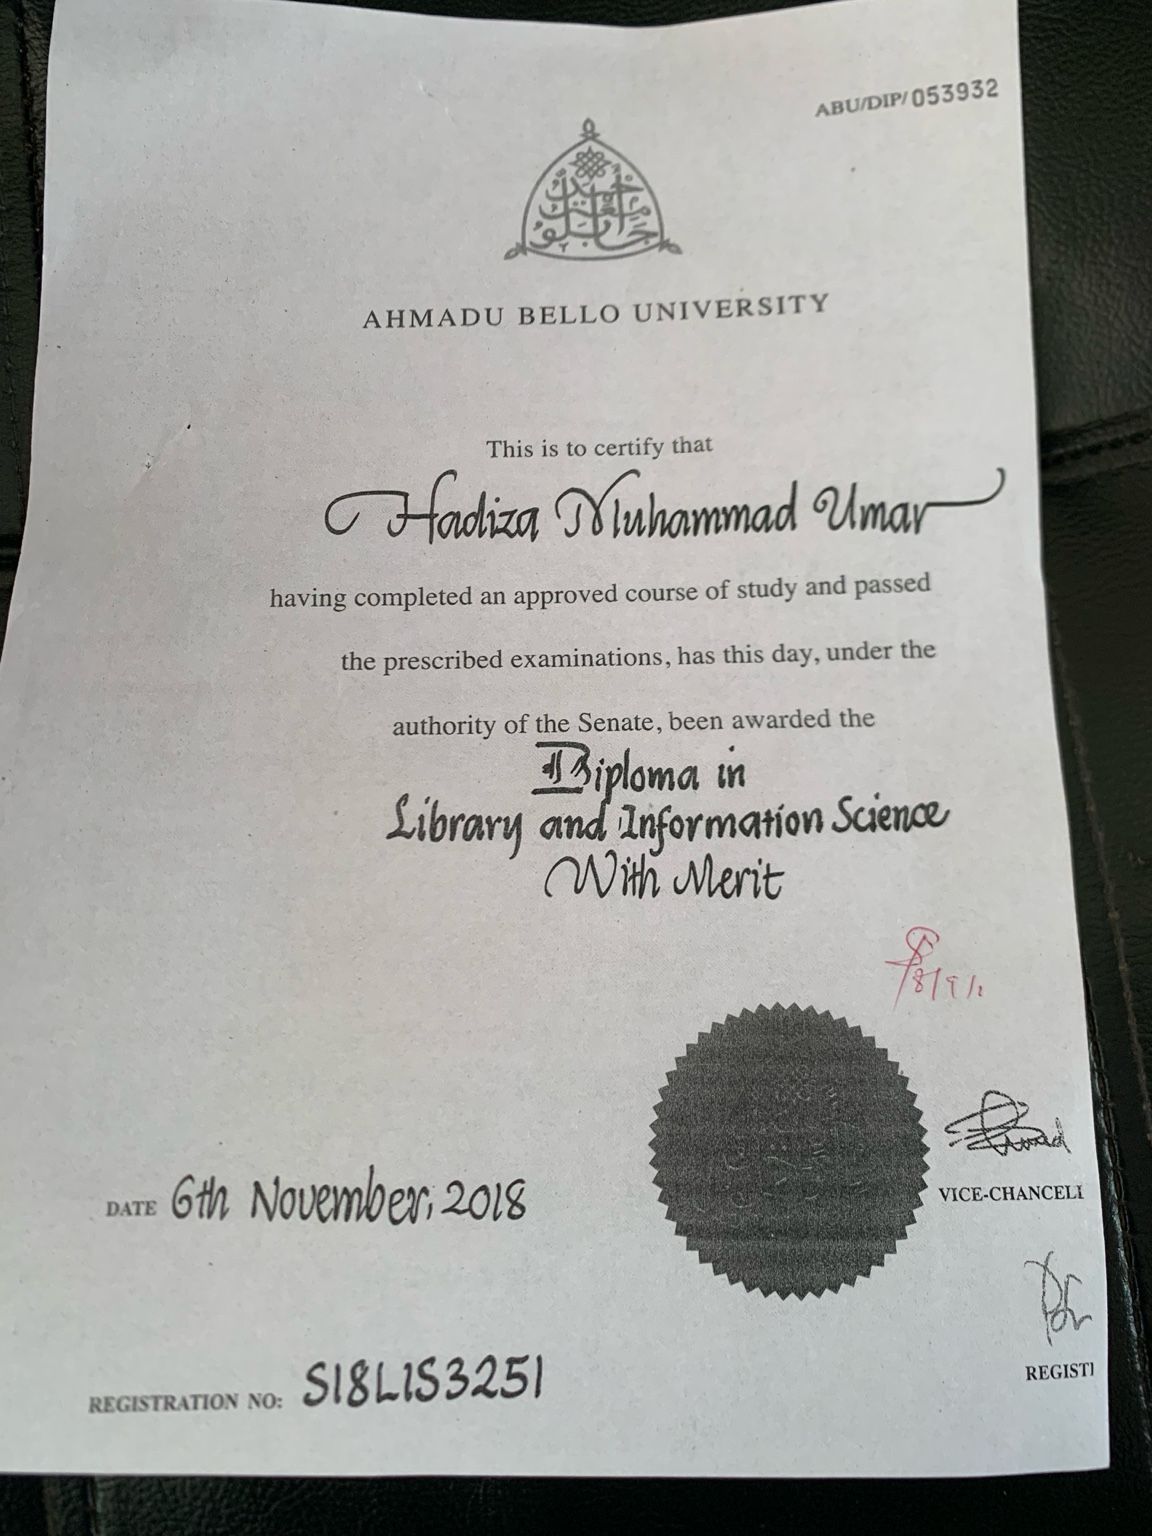 ABU/DIP/053932
AHMADU BELLO UNIVERSITY
This is to certify that
Hadiza Muhammad Umar
having completed an approved course of study and passed
the prescribed examinations, has this day, under the
authority of the Senate, been awarded the
Diploma in
Library and Information Science
With Merit
DATE 6th November, 2018
VICE-CHANCELL
REGIST
REGISTRATION NO: S18LIS3251